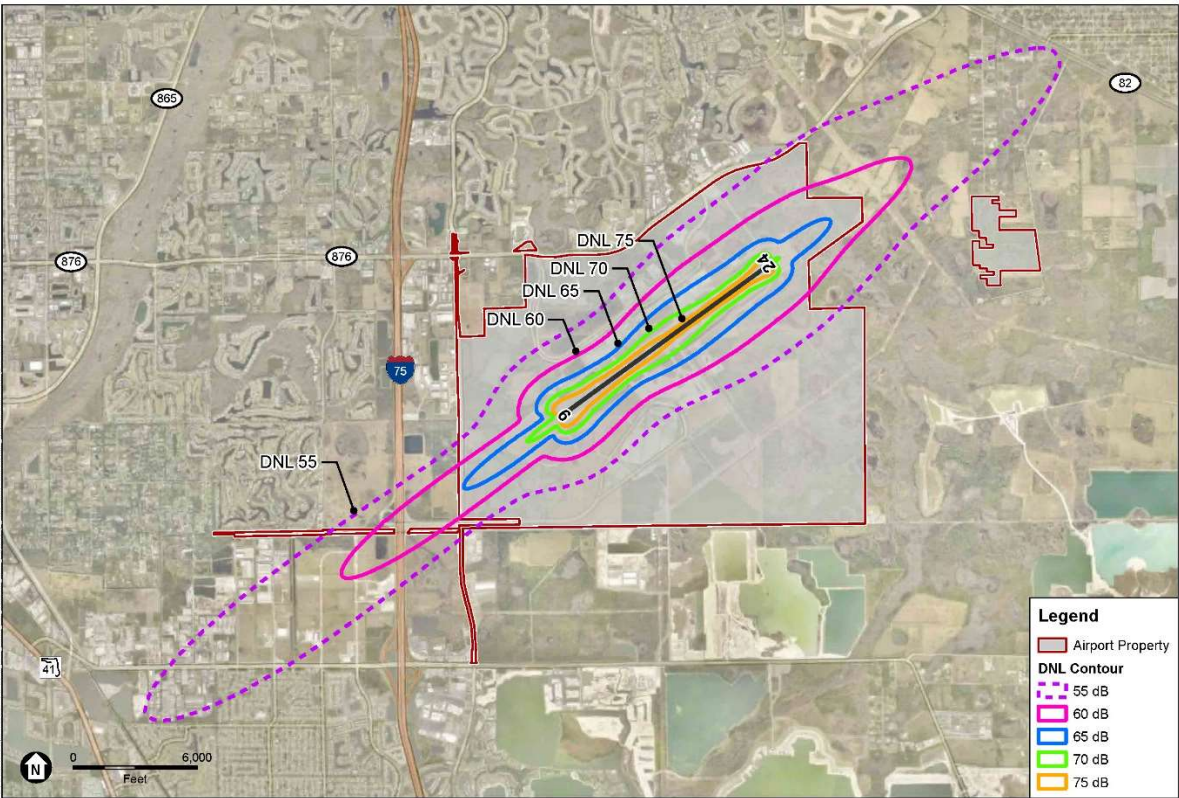 865
82
876
876
DNL 75
DNL 70
DNL 65
DNL 60
24
75
6
DNL 55
41
N
0 6,000
Feet
Legend
Airport Property
DNL Contour
55 dB
60 dB
65 dB
70 dB
75 dB